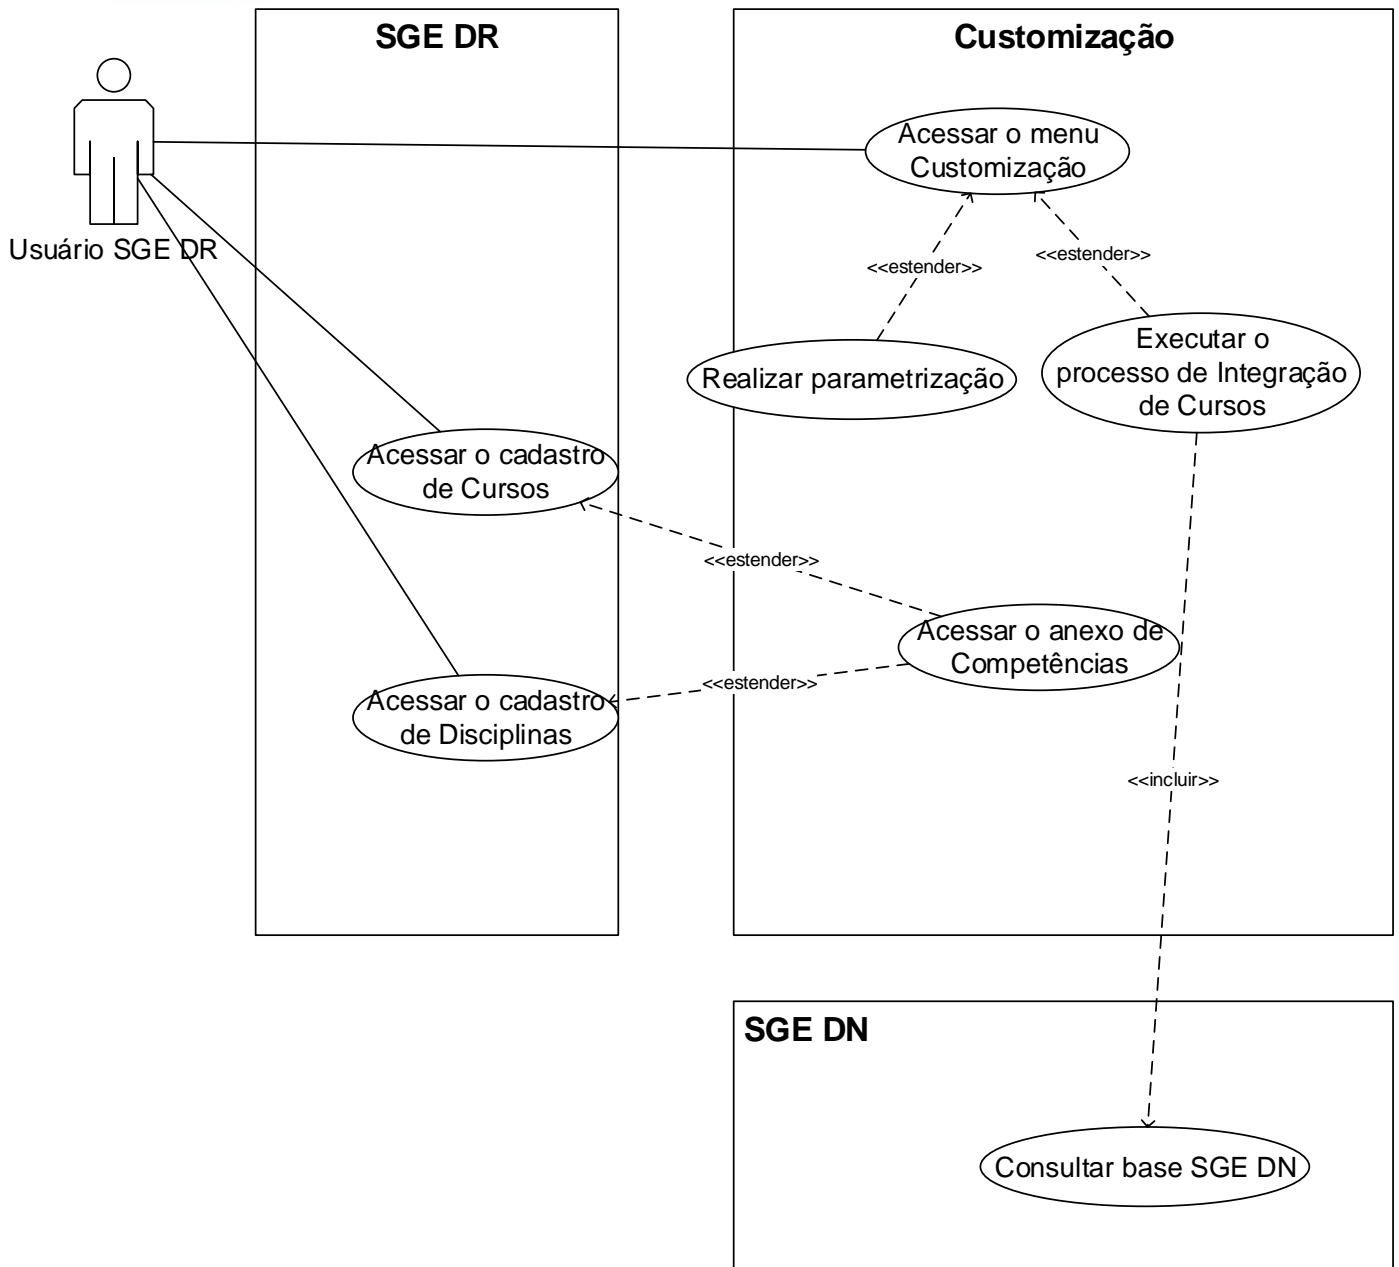 SGE DR
Customização
Acessar o menu
Customização
Usuário SGE DR
<<estender>>
<<estender>>
Realizar parametrização
Executar o
processo de Integração
de Cursos
Acessar o cadastro
de Cursos
<<estender>>
Acessar o anexo de
Competências
<<estender>>
Acessar o cadastro
de Disciplinas
<<incluir>>
SGE DN
Consultar base SGE DN